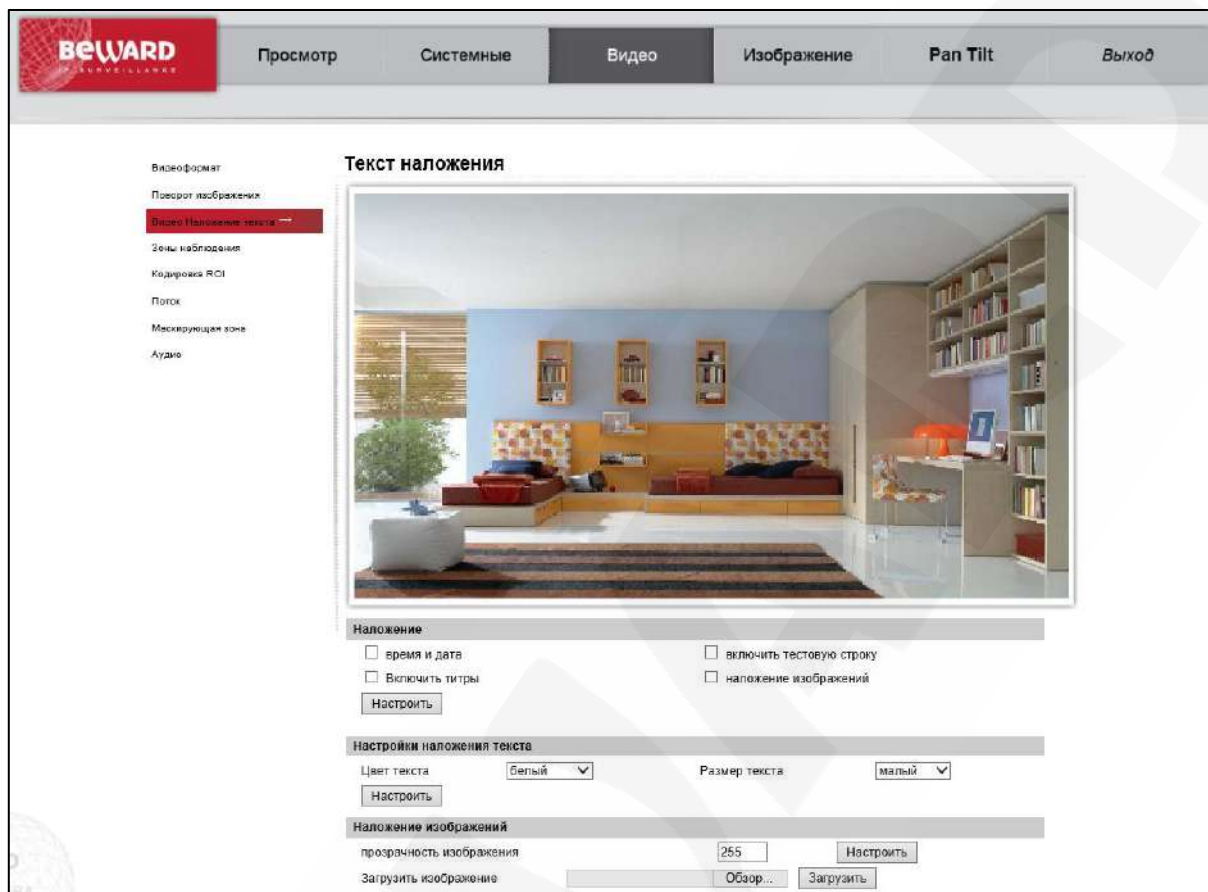 BEWARD
IP SURVEILLANCE
Просмотр
Системные
Видео
Изображение
Pan Tilt
Выход
Видеоформат
Поворот изображения
Видео Наложение текста →
Зоны наблюдения
Кодировка ROI
Поток
Маскирующая зона
Аудио
Текст наложения
Наложение
время и дата
включить тестовую строку
Включить титры
наложение изображений
Настроить
Настройки наложения текста
Цвет текста
белый
Размер текста
малый
Настроить
Наложение изображений
прозрачность изображения
255
Настроить
Загрузить изображение
Обзор...
Загрузить